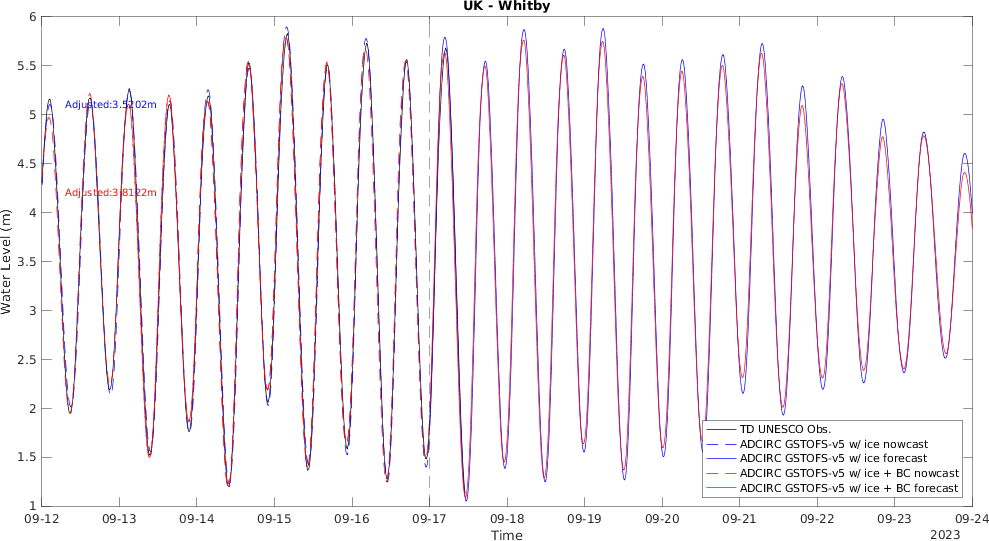 UK - Whitby
6
5.5
5
4.5
4
3.5
3
2.5
2
1.5
1
Water Level (m)
Adjusted:3.5202m
Adjusted:3.8122m
TD UNESCO Obs.
ADCIRC GSTOFS-v5 w/ ice nowcast
ADCIRC GSTOFS-v5 w/ ice forecast
ADCIRC GSTOFS-v5 w/ ice + BC nowcast
ADCIRC GSTOFS-v5 w/ ice + BC forecast
09-12 09-13 09-14 09-15 09-16 09-17 09-18 09-19 09-20 09-21 09-22 09-23 09-24
Time
2023